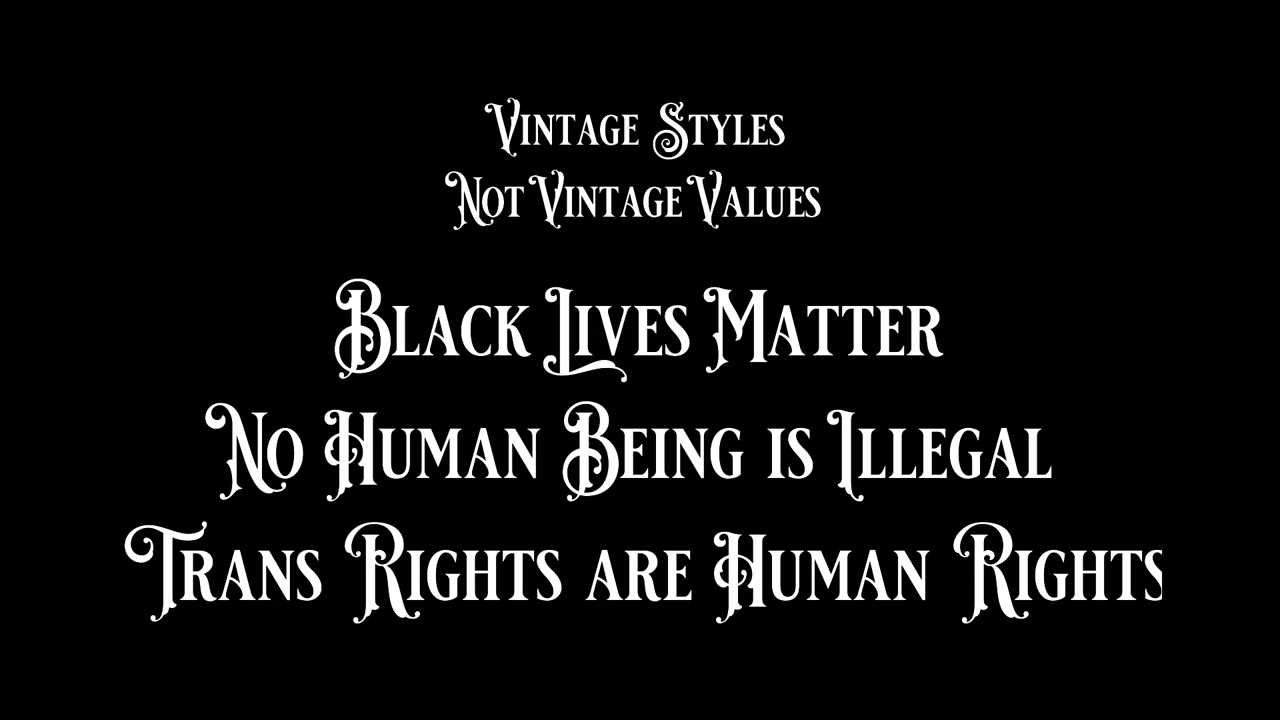 Vintage Styles
Not Vintage Values
Black Lives Matter
No Human Being is Illegal
Trans Rights are Human Rights